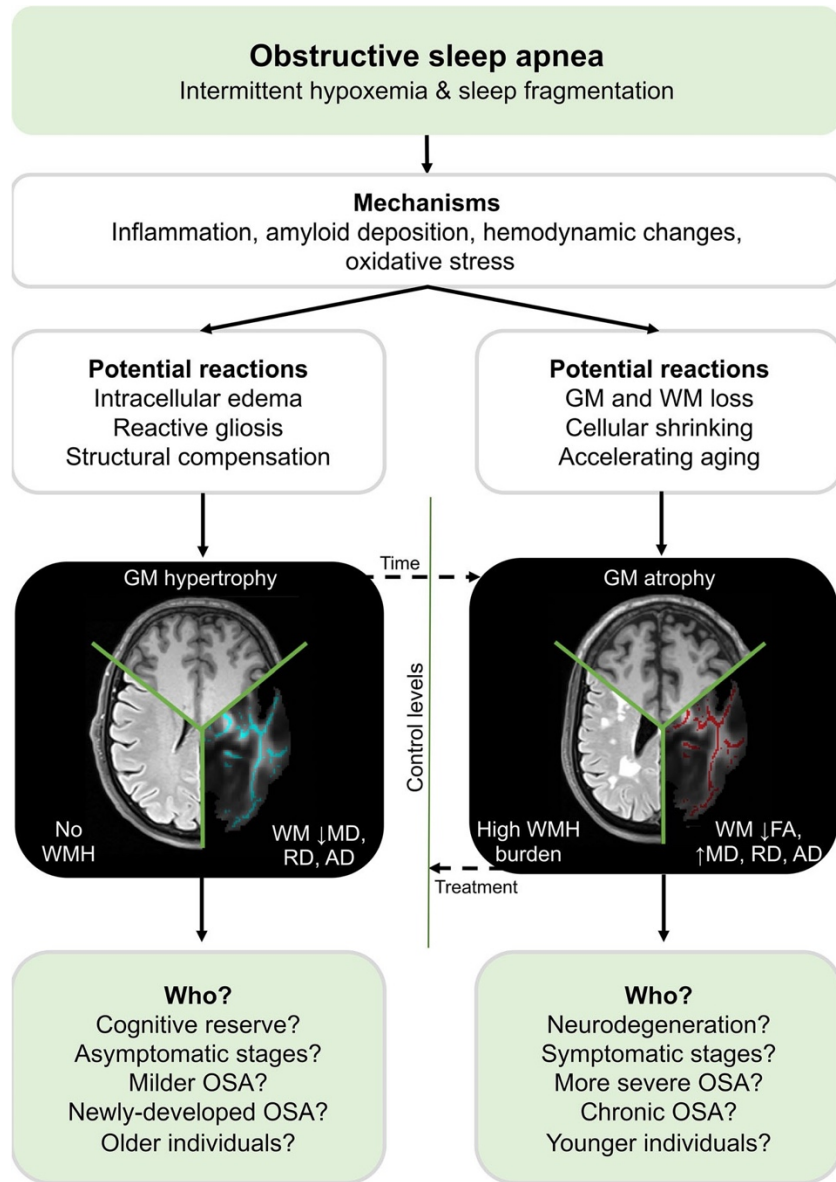 Obstructive sleep apnea
Intermittent hypoxemia & sleep fragmentation
Mechanisms
Inflammation, amyloid deposition, hemodynamic changes,
oxidative stress
Potential reactions
Intracellular edema
Reactive gliosis
Structural compensation
Potential reactions
GM and WM loss
Cellular shrinking
Accelerating aging
GM hypertrophy
No
WMH
WM ↓MD,
RD, AD
Time
Control levels
Treatment
GM atrophy
High WMH
burden
WM ↓FA,
↑MD, RD, AD
Who?
Cognitive reserve?
Asymptomatic stages?
Milder OSA?
Newly-developed OSA?
Older individuals?
Who?
Neurodegeneration?
Symptomatic stages?
More severe OSA?
Chronic OSA?
Younger individuals?